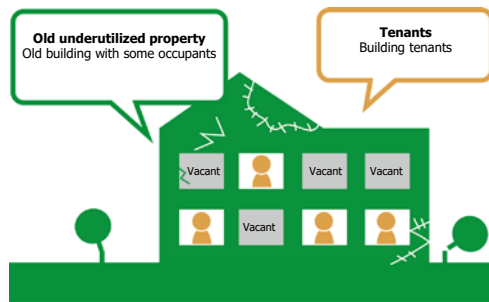 Old underutilized property
Old building with some occupants
Tenants
Building tenants
Vacant
Vacant
Vacant
Vacant